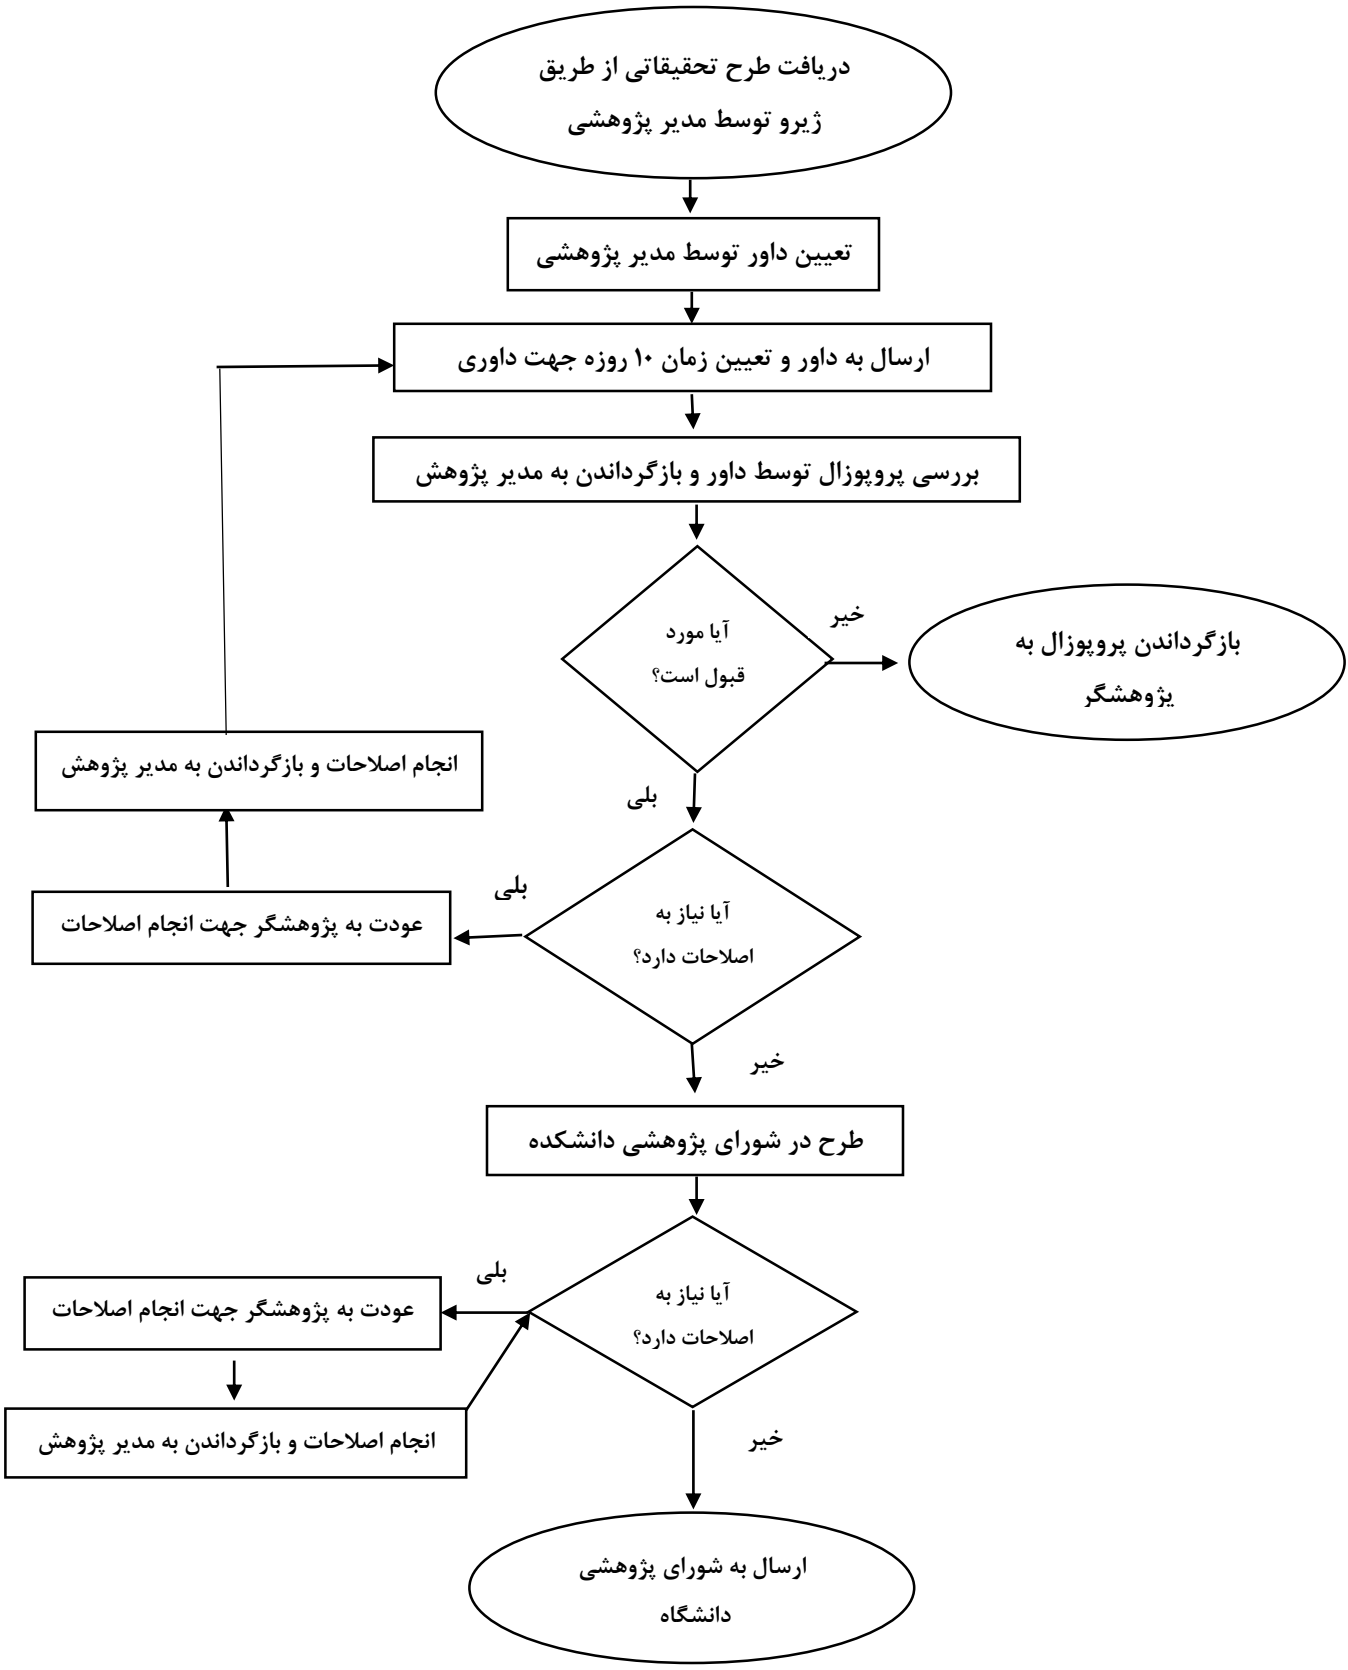 دریافت طرح تحقیقاتی از طریق
ژیرو توسط مدیر پژوهشی
تعیین داور توسط مدیر پژوهشی
ارسال به داور و تعیین زمان ۱۰ روزه جهت داوری
بررسی پروپوزال توسط داور و بازگرداندن به مدیر پژوهش
آیا مورد
قبول است؟
خیر
بازگرداندن پروپوزال به
پژوهشگر
بلی
انجام اصلاحات و بازگرداندن به مدیر پژوهش
آیا نیاز به
اصلاحات دارد؟
بلی
عودت به پژوهشگر جهت انجام اصلاحات
خیر
طرح در شورای پژوهشی دانشکده
آیا نیاز به
اصلاحات دارد؟
بلی
عودت به پژوهشگر جهت انجام اصلاحات
انجام اصلاحات و بازگرداندن به مدیر پژوهش
خیر
ارسال به شورای پژوهشی
دانشگاه